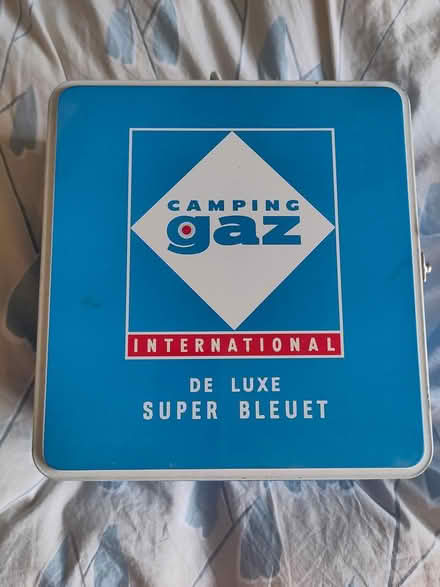 CAMPING
gaz
INTERNATIONAL
DE LUXE
SUPER BLEUET